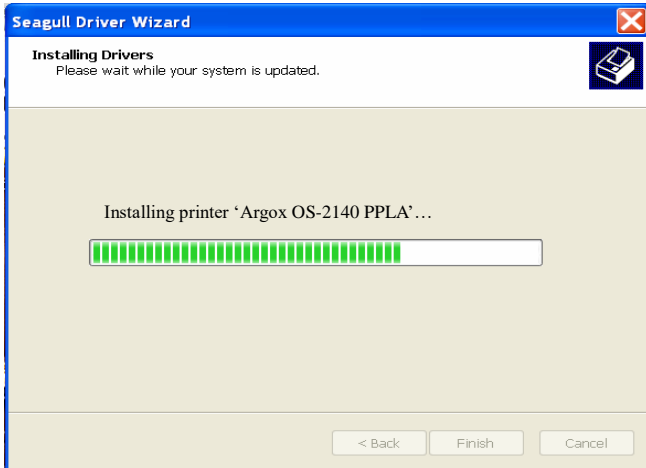 Seagull Driver Wizard
Installing Drivers
Please wait while your system is updated.
Installing printer ‘Argox OS-2140 PPLA’…
< Back
Finish
Cancel